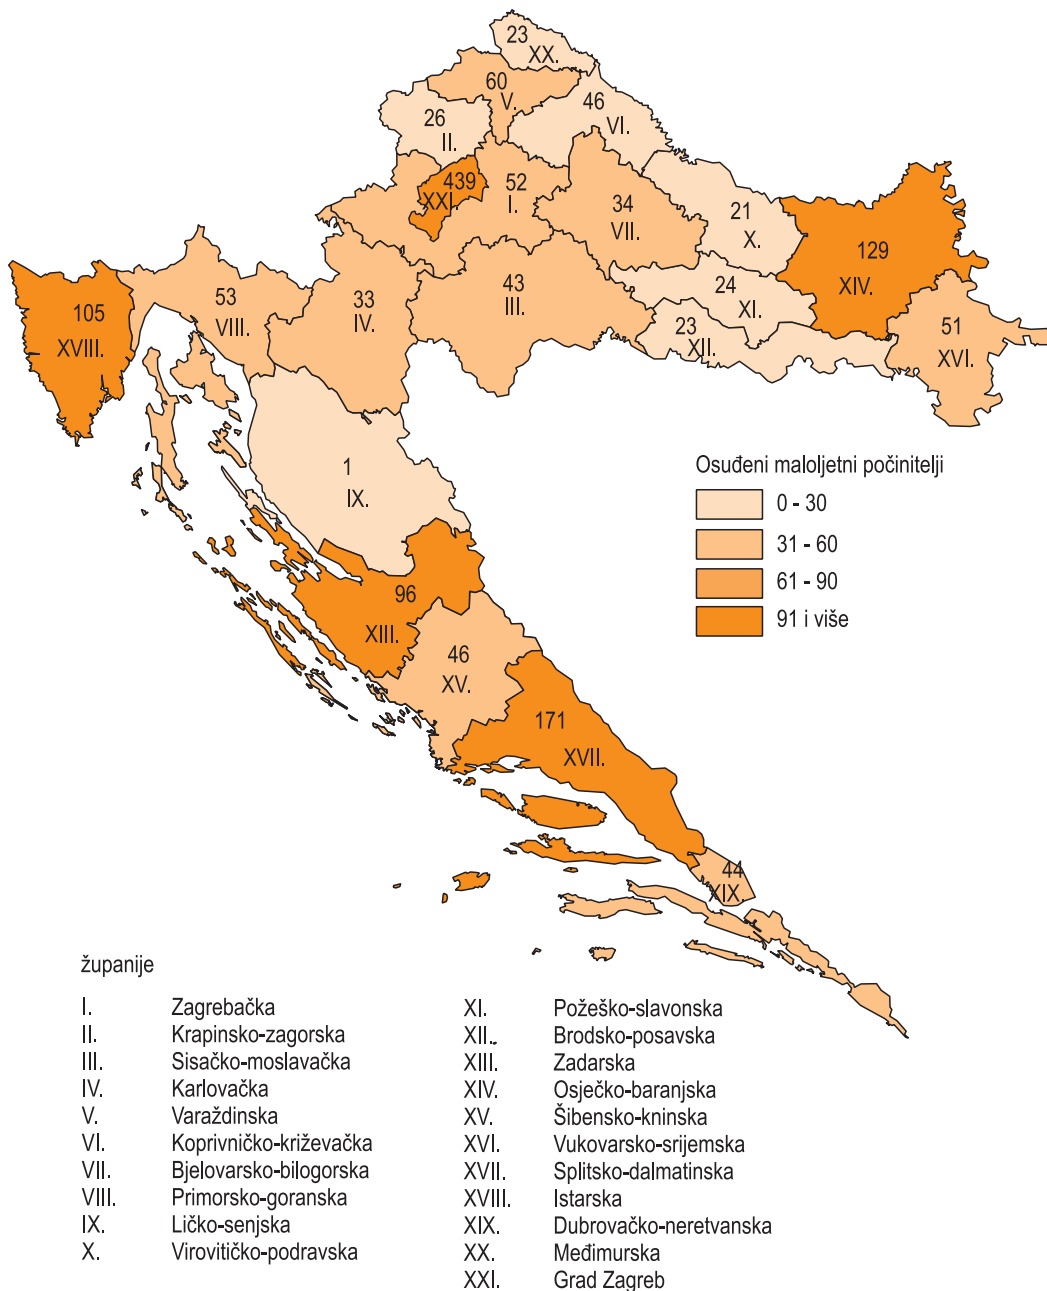 23
XX.
60
V.
46
VI.
26
II.
439
XXI.
52
I.
34
VII.
21
X.
129
XIV.
105
XVIII.
53
VIII.
33
IV.
43
III.
24
XI.
23
XII.
51
XVI.
1
IX.
Osuđeni maloljetni počinitelji
0 - 30
31 - 60
61 - 90
91 i više
96
XIII.
46
XV.
171
XVII.
44
XIX.
županije
I. Zagrebačka
II. Krapinsko-zagorska
III. Sisačko-moslavačka
IV. Karlovačka
V. Varaždinska
VI. Koprivničko-križevačka
VII. Bjelovarsko-bilogorska
VIII. Primorsko-goranska
IX. Ličko-senjska
X. Virovitičko-podravska
XI. Požeško-slavonska
XII.. Brodsko-posavska
XIII. Zadarska
XIV. Osječko-baranjska
XV. Šibensko-kninska
XVI. Vukovarsko-srijemska
XVII. Splitsko-dalmatinska
XVIII. Istarska
XIX. Dubrovačko-neretvanska
XX. Međimurska
XXI. Grad Zagreb